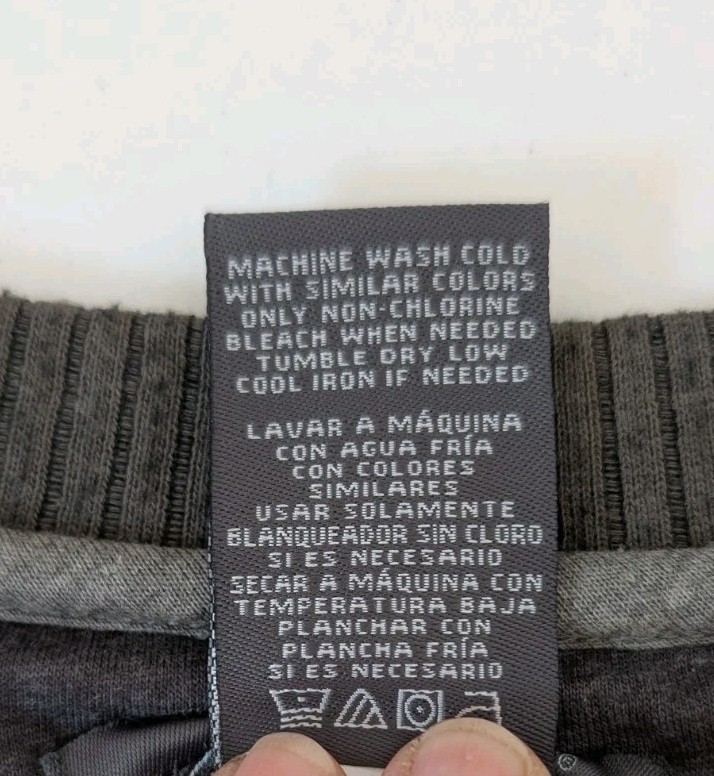 MACHINE WASH COLD
WITH SIMILAR COLORS
ONLY NON-CHLORINE
BLEACH WHEN NEEDED
TUMBLE DRY LOW
COOL IRON IF NEEDED
LAVAR A MÁQUINA
CON AGUA FRÍA
CON COLORES
SIMILARES
USAR SOLAMENTE
BLANQUEADOR SIN CLORO
SI ES NECESARIO
SECAR A MÁQUINA CON
TEMPERATURA BAJA
PLANCHAR CON
PLANCHA FRÍA
SI ES NECESARIO